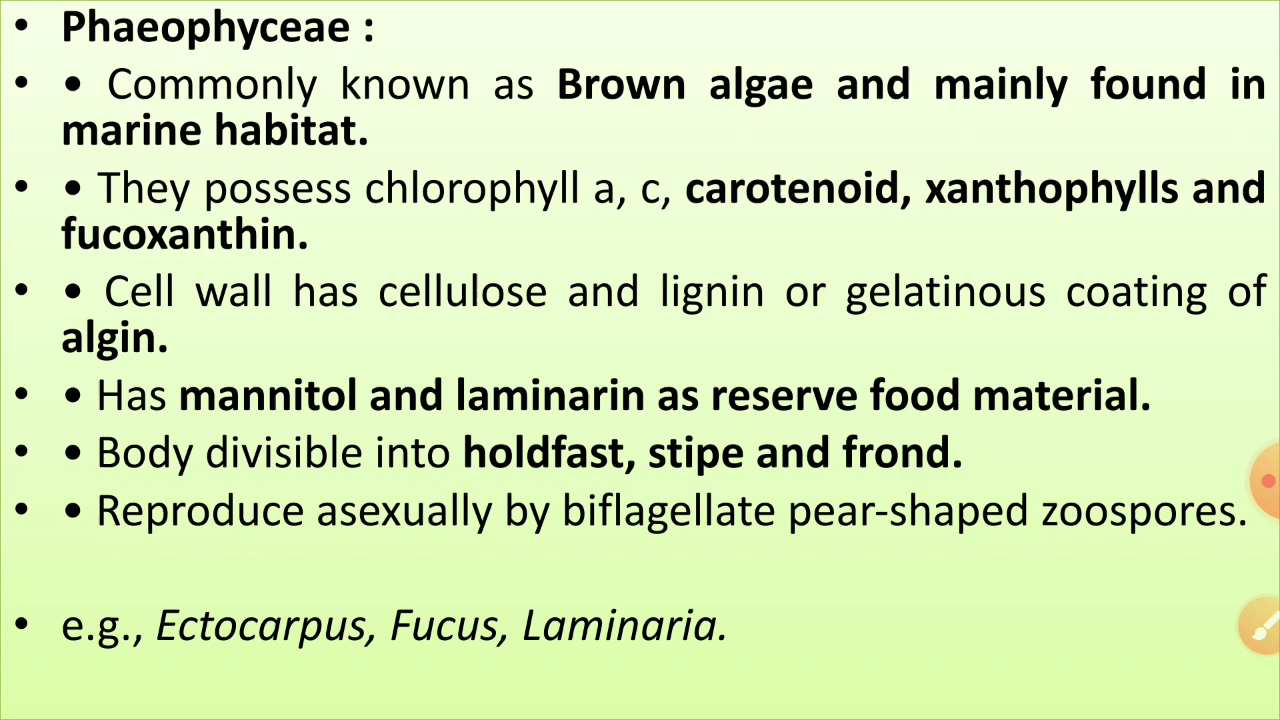 • Phaeophyceae :
• • Commonly known as Brown algae and mainly found in
marine habitat.
• • They possess chlorophyll a, c, carotenoid, xanthophylls and
fucoxanthin.
• • Cell wall has cellulose and lignin or gelatinous coating of
algin.
• • Has mannitol and laminarin as reserve food material.
• • Body divisible into holdfast, stipe and frond.
• • Reproduce asexually by biflagellate pear-shaped zoospores.
• e.g., Ectocarpus, Fucus, Laminaria.